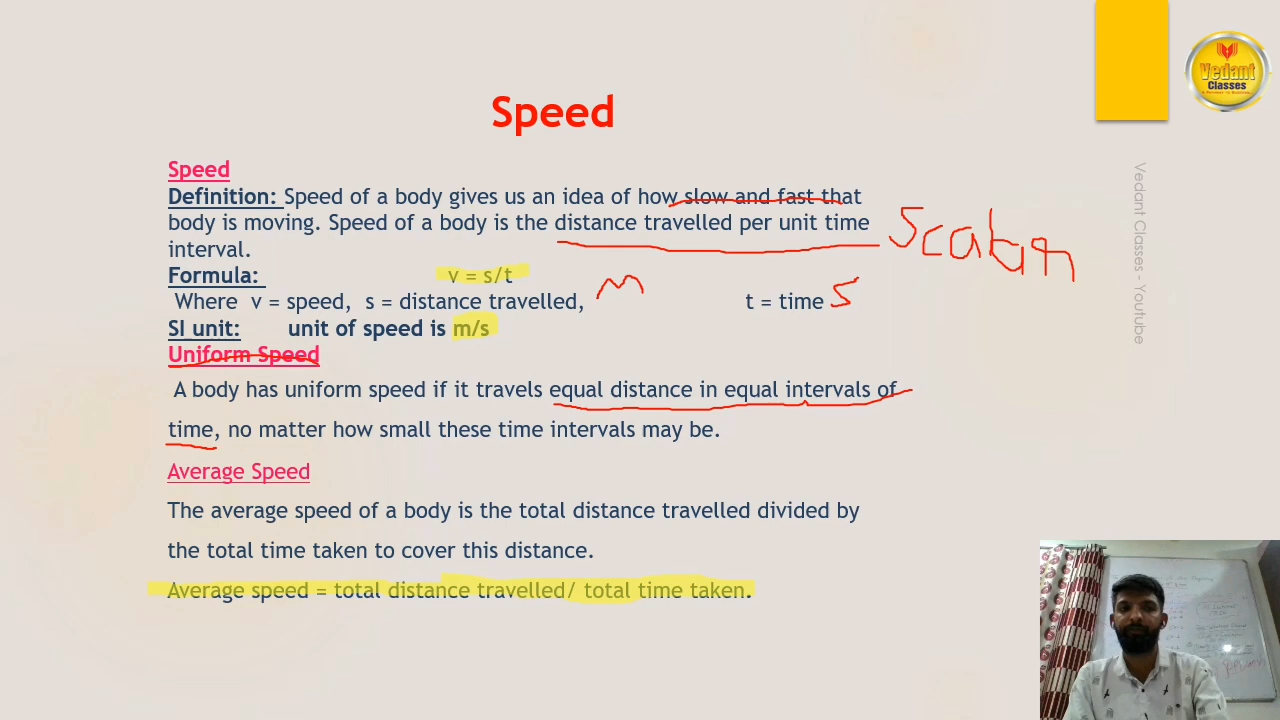 Speed
Speed
Definition: Speed of a body gives us an idea of how slow and fast that
body is moving. Speed of a body is the distance travelled per unit time
interval.
Formula: v = s/t
Where v = speed, s = distance travelled, m t = time s
SI unit: unit of speed is m/s
Uniform Speed
A body has uniform speed if it travels equal distance in equal intervals of
time, no matter how small these time intervals may be.
Average Speed
The average speed of a body is the total distance travelled divided by
the total time taken to cover this distance.
Average speed = total distance travelled/ total time taken.
Vedant
Classes
Vedant Classes - Youtube